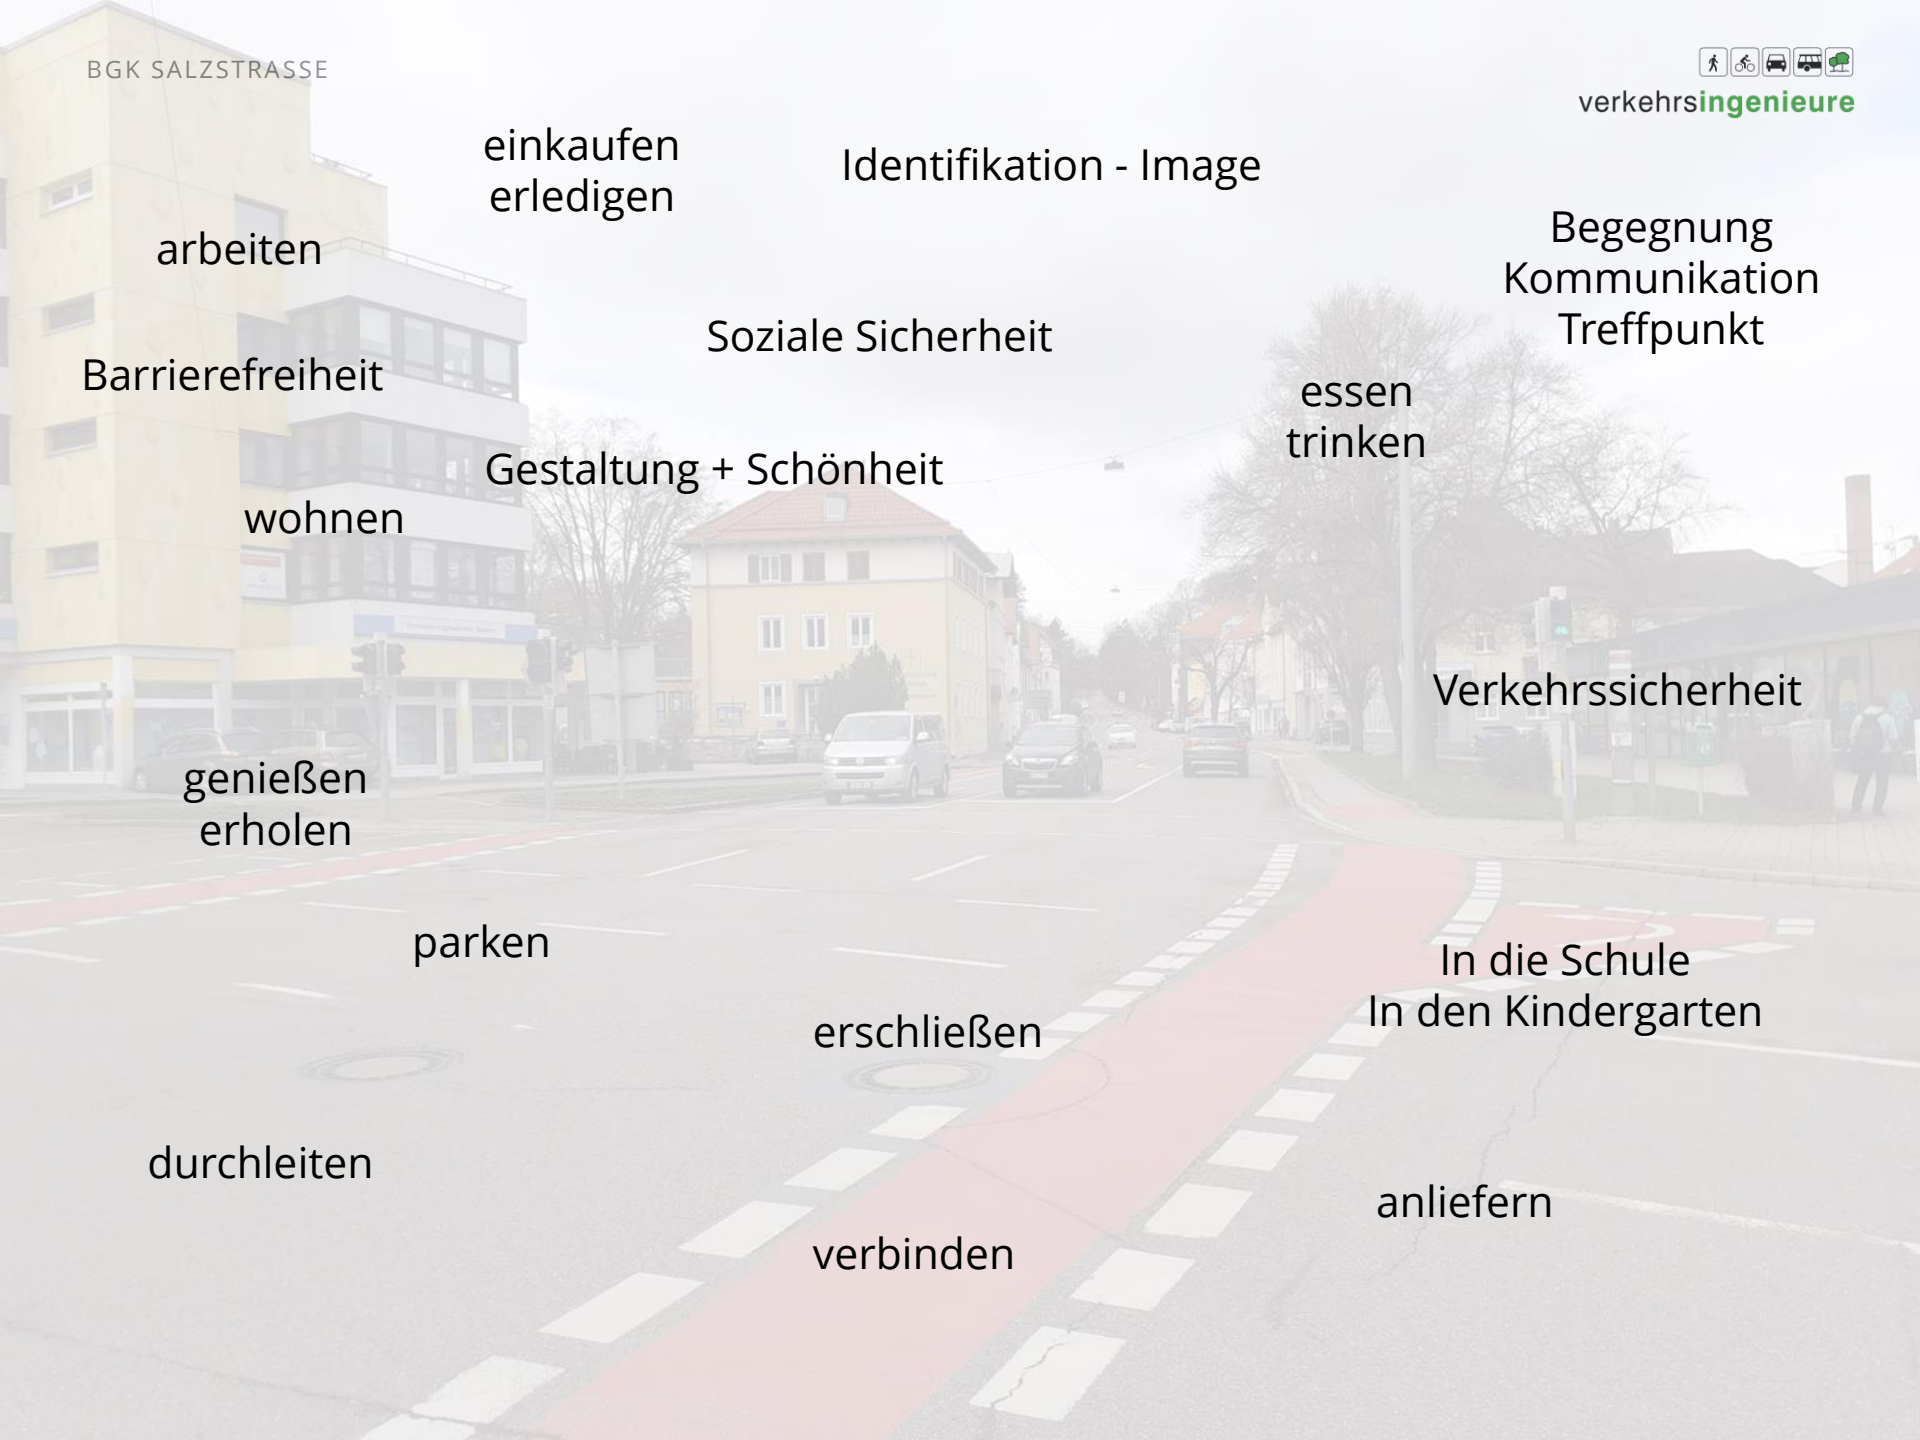 BGK SALZSTRASSE
verkehrsingenieure
einkaufen
erledigen
Identifikation - Image
arbeiten
Begegnung
Kommunikation
Treffpunkt
Soziale Sicherheit
Barrierefreiheit
essen
trinken
Gestaltung + Schönheit
wohnen
Verkehrssicherheit
genießen
erholen
parken
In die Schule
In den Kindergarten
erschließen
durchleiten
anliefern
verbinden